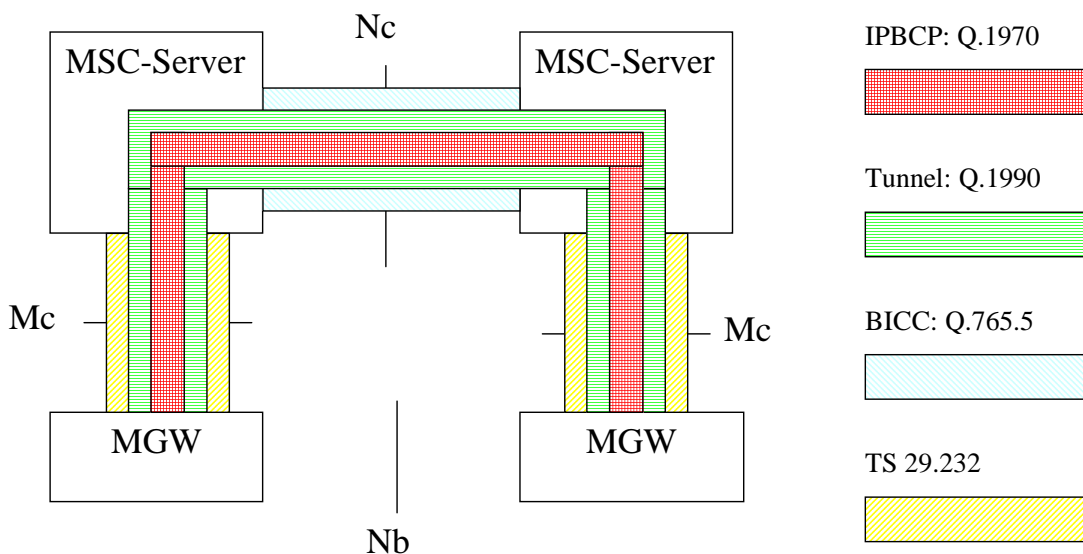 Nc
MSC-Server
MSC-Server
Mc
Mc
MGW
MGW
Nb
IPBCP: Q.1970
Tunnel: Q.1990
BICC: Q.765.5
TS 29.232